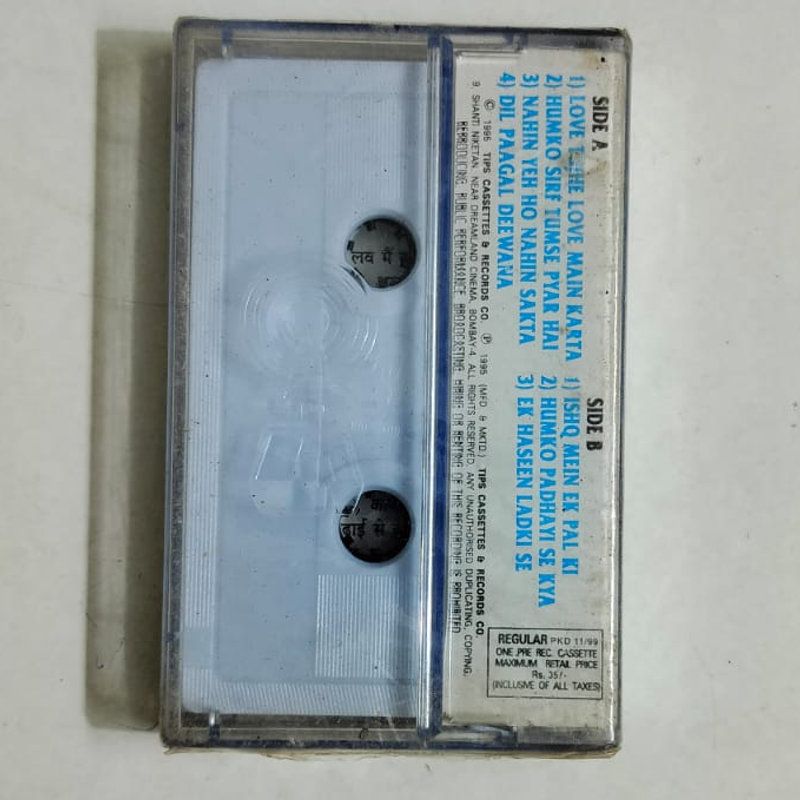 SIDE A
1) LOVE LOVE MAIN KARTA
2) HUMKO SIRF TUMSE PYAR HAI
3) NAHIN YEH HO NAHIN SAKTA
4) DIL PAAGAL DEEWANA
SIDE B
1) ISHQ MEIN EK PAL KI
2) HUMKO PADHAYI SE KYA
3) EK HASEEN LADKI SE
© 1995 TIPS CASSETTES & RECORDS CO. ℗ 1995 (MFD. & MKTD.) TIPS CASSETTES & RECORDS CO.
9, SHANTI NIKETAN, NEAR DREAMLAND CINEMA, BOMBAY-4. ALL RIGHTS RESERVED. ANY UNAUTHORISED DUPLICATING, COPYING,
REPRODUCING, PUBLIC PERFORMANCE BROADCASTING HIRING OR RENTING OF THIS RECORDING IS PROHIBITED
REGULAR PKD 11/99
ONE PRE REC. CASSETTE
MAXIMUM RETAIL PRICE
Rs. 35/-
(INCLUSIVE OF ALL TAXES)
लव में
से